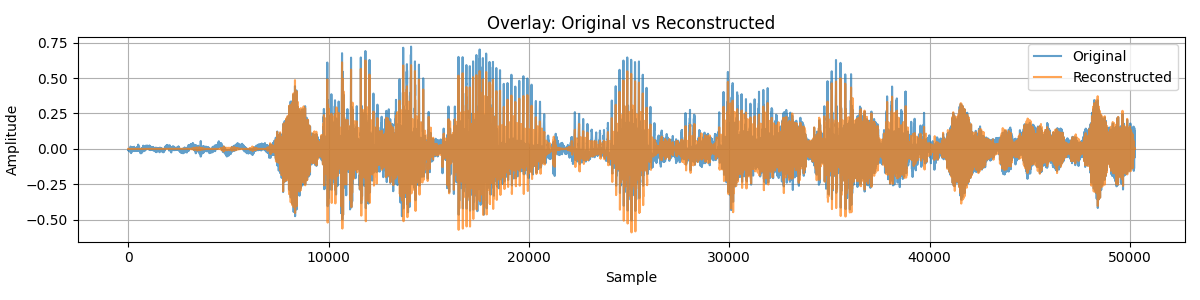 Overlay: Original vs Reconstructed
Amplitude
0.75
0.50
0.25
0.00
−0.25
−0.50
Original
Reconstructed
0
10000
20000
30000
40000
50000
Sample